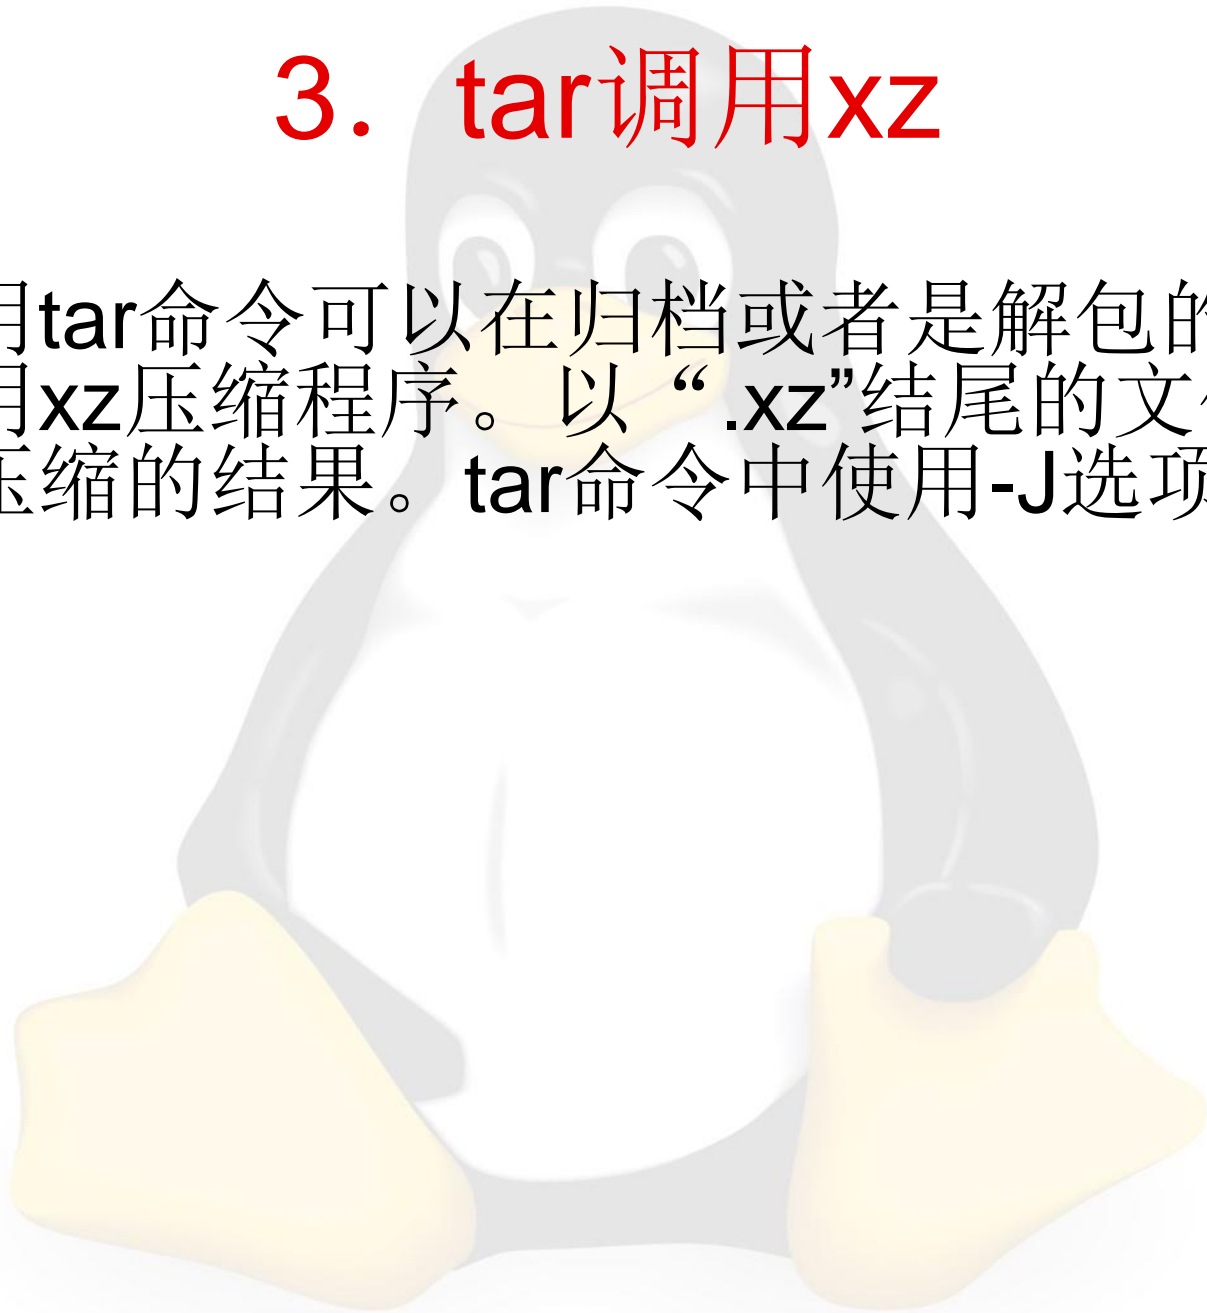 3. tar调用xz
用tar命令可以在归档或者是解包的
用xz压缩程序。以“.xz”结尾的文件
压缩的结果。tar命令中使用-J选项